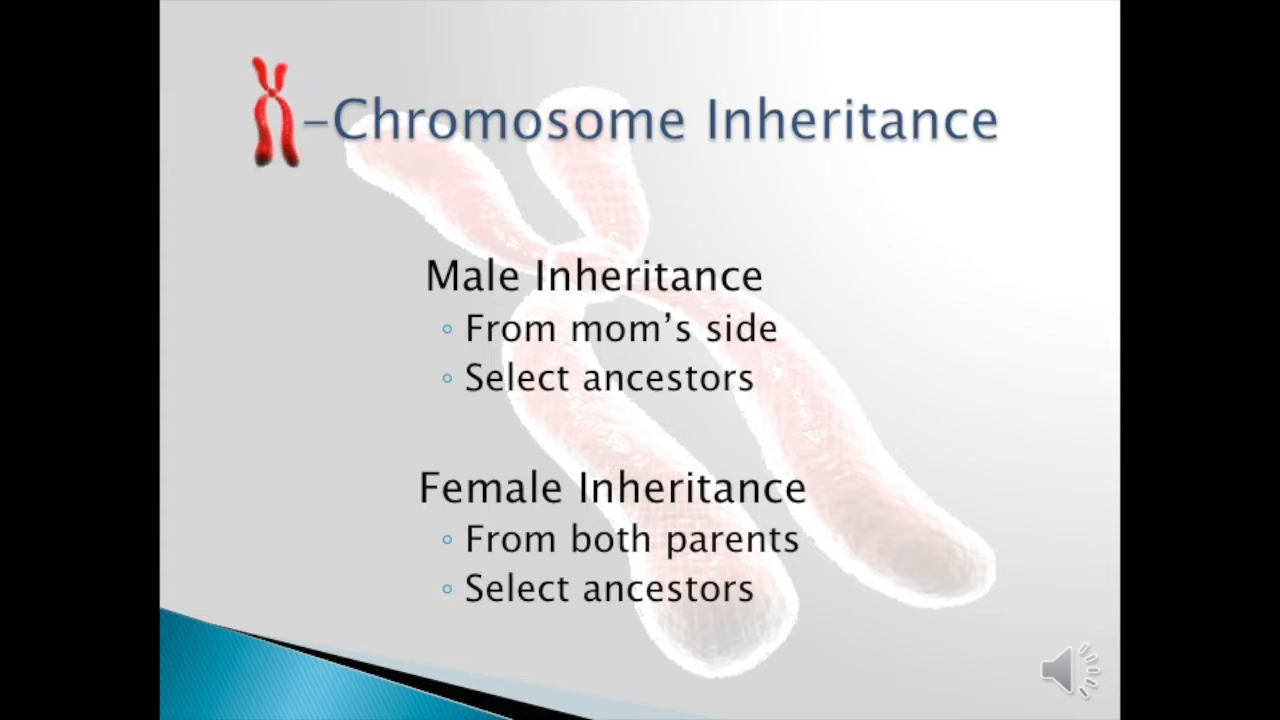 -Chromosome Inheritance
Male Inheritance
◦ From mom’s side
◦ Select ancestors
Female Inheritance
◦ From both parents
◦ Select ancestors